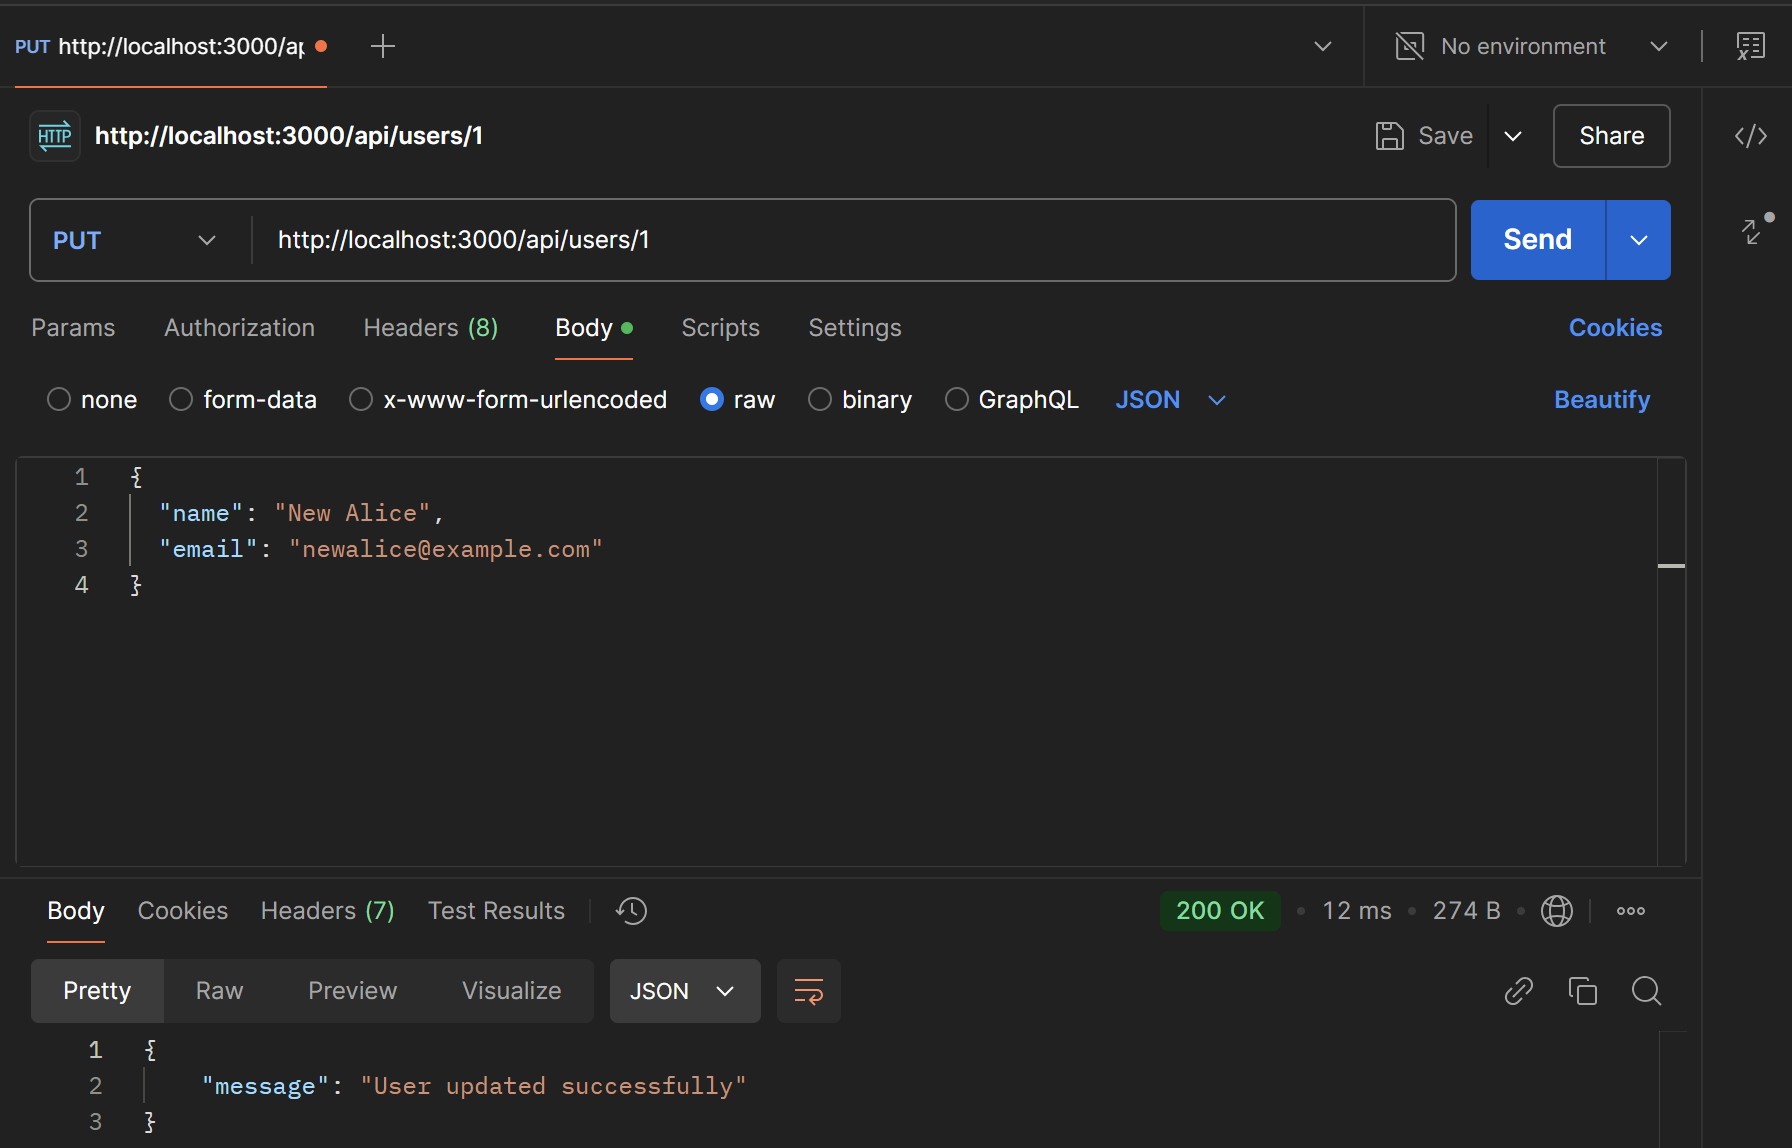 PUT http://localhost:3000/ap
No environment
HTTP http://localhost:3000/api/users/1
Save
Share
PUT http://localhost:3000/api/users/1
Send
Params Authorization Headers (8) Body Scripts Settings Cookies
none form-data x-www-form-urlencoded raw binary GraphQL JSON Beautify
1 {
2 "name": "New Alice",
3 "email": "newalice@example.com"
4 }
Body Cookies Headers (7) Test Results 200 OK 12 ms 274 B
Pretty Raw Preview Visualize JSON
1 {
2 "message": "User updated successfully"
3 }